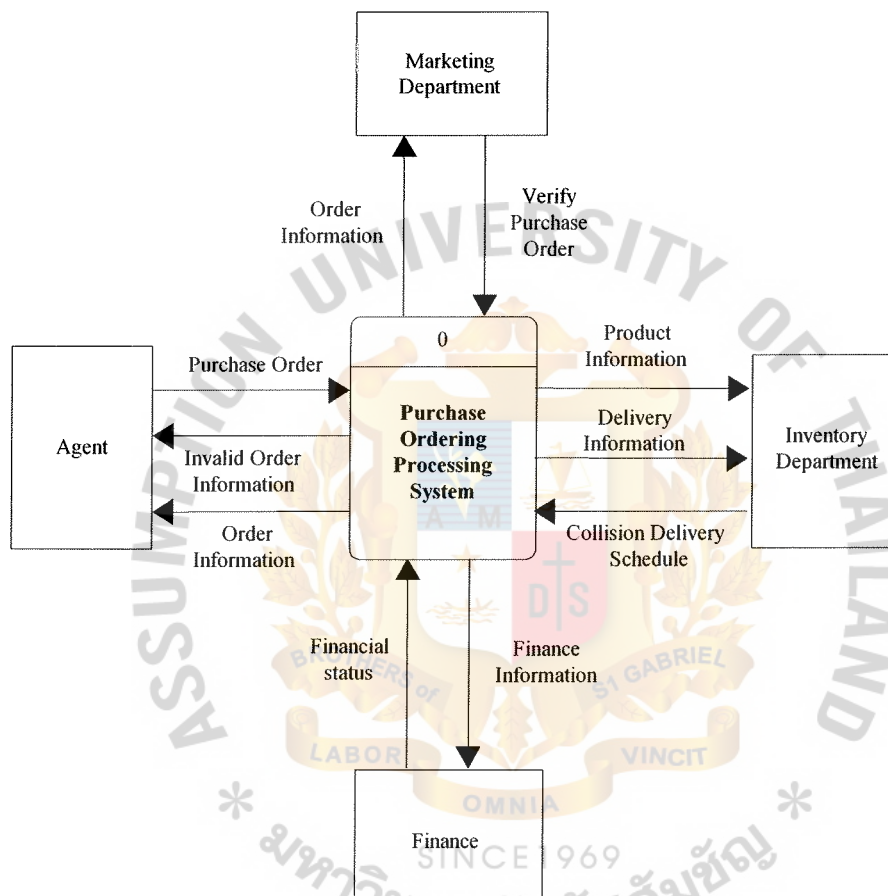 Marketing
Department
Order
Information
Verify
Purchase
Order
0
Purchase
Ordering
Processing
System
Agent
Purchase Order
Invalid Order
Information
Order
Information
Product
Information
Delivery
Information
Collision Delivery
Schedule
Inventory
Department
Financial
status
Finance
Information
Finance
ASSUMPTION UNIVERSITY OF THAILAND
A M
D S
BROTHERS of
S1 GABRIEL
LABOR
VINCIT
OMNIA
SINCE 1969